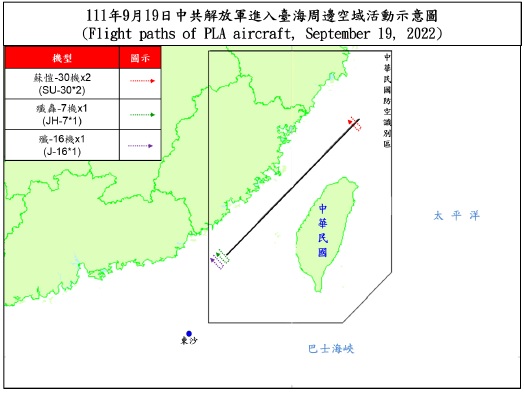 111年9月19日中共解放軍進入臺海周邊空域活動示意圖
(Flight paths of PLA aircraft, September 19, 2022)
機型
圖示
蘇愷-30機x2
(SU-30*2)
殲轟-7機x1
(JH-7*1)
殲-16機x1
(J-16*1)
中華民國防空識別區
中華民國
太平洋
東沙
巴士海峽